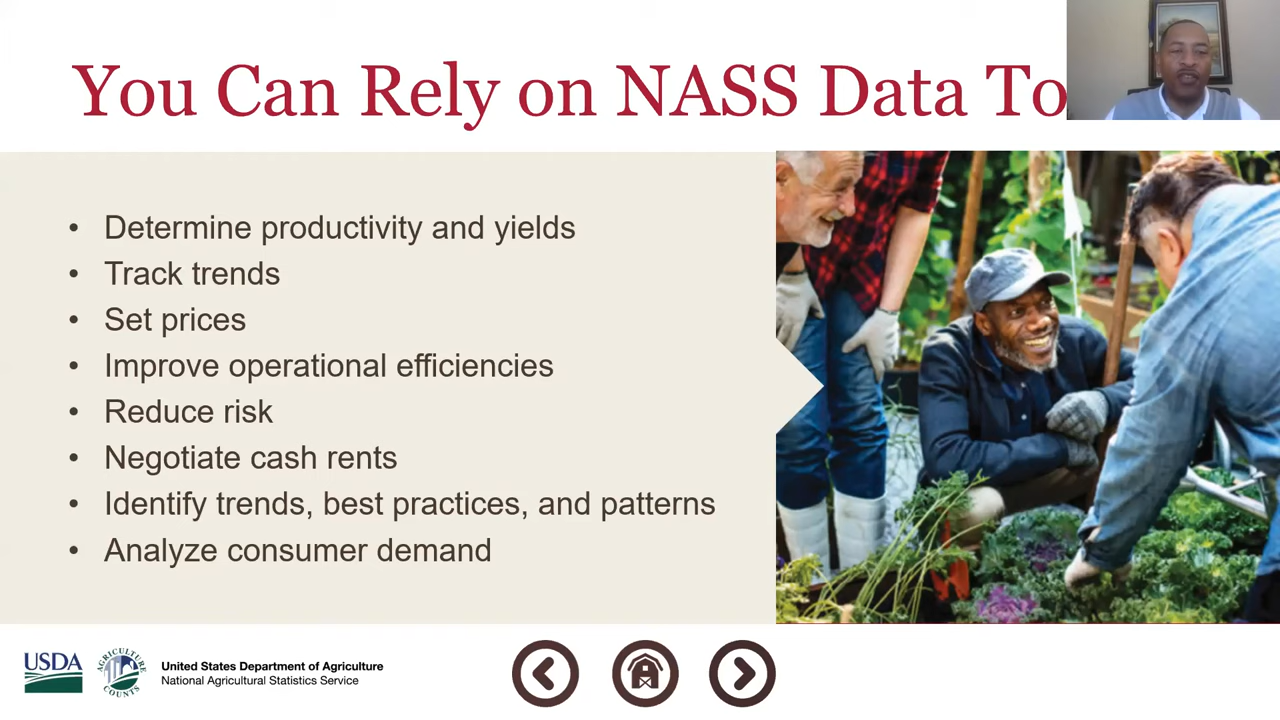 You Can Rely on NASS Data To
• Determine productivity and yields
• Track trends
• Set prices
• Improve operational efficiencies
• Reduce risk
• Negotiate cash rents
• Identify trends, best practices, and patterns
• Analyze consumer demand
USDA
AGRICULTURE COUNTS
United States Department of Agriculture
National Agricultural Statistics Service